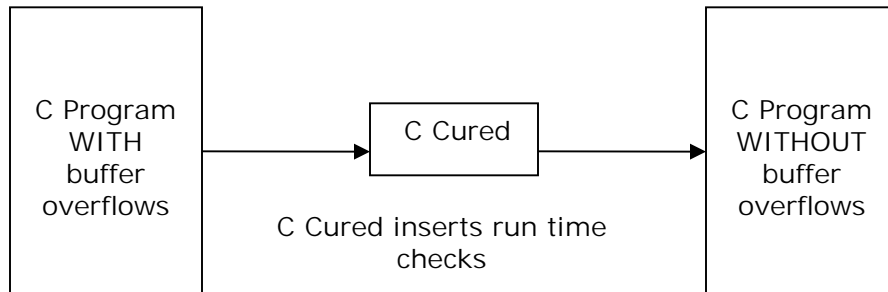 C Program
WITH
buffer
overflows
C Cured
C Cured inserts run time
checks
C Program
WITHOUT
buffer
overflows